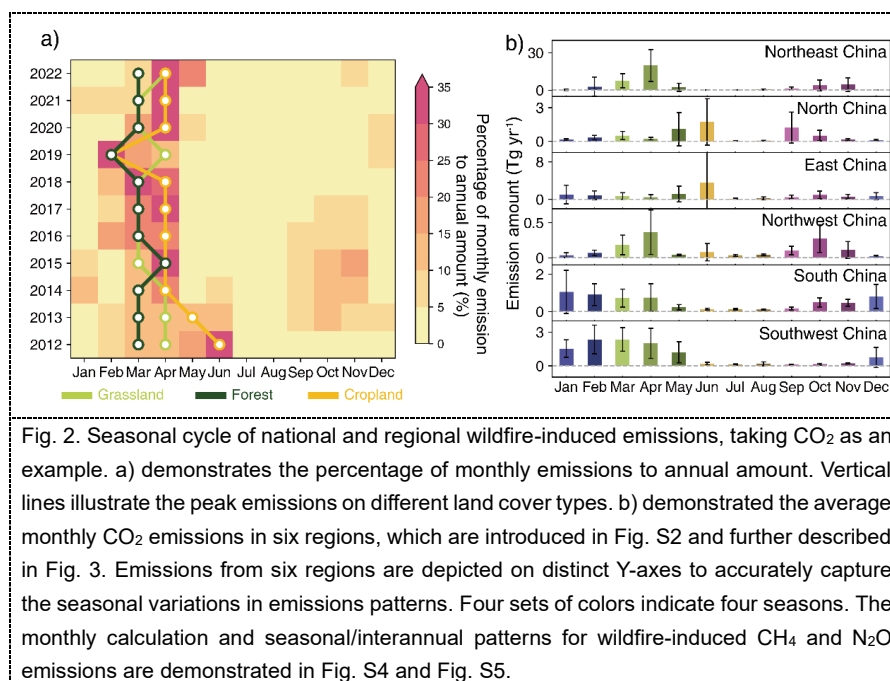 a)
2022
2021
2020
2019
2018
2017
2016
2015
2014
2013
2012
Jan Feb Mar Apr May Jun Jul Aug Sep Oct Nov Dec
Grassland Forest Cropland
35
30
25
20
15
10
5
0
Percentage of monthly emission
to annual amount (%)
b)
Emission amount (Tg yr-1)
30
0
Northeast China
3
0
North China
8
0
East China
0.5
0.0
Northwest China
2
0
South China
3
0
Southwest China
Jan Feb Mar Apr May Jun Jul Aug Sep Oct Nov Dec
Fig. 2. Seasonal cycle of national and regional wildfire-induced emissions, taking CO2 as an
example. a) demonstrates the percentage of monthly emissions to annual amount. Vertical
lines illustrate the peak emissions on different land cover types. b) demonstrated the average
monthly CO2 emissions in six regions, which are introduced in Fig. S2 and further described
in Fig. 3. Emissions from six regions are depicted on distinct Y-axes to accurately capture
the seasonal variations in emissions patterns. Four sets of colors indicate four seasons. The
monthly calculation and seasonal/interannual patterns for wildfire-induced CH4 and N2O
emissions are demonstrated in Fig. S4 and Fig. S5.